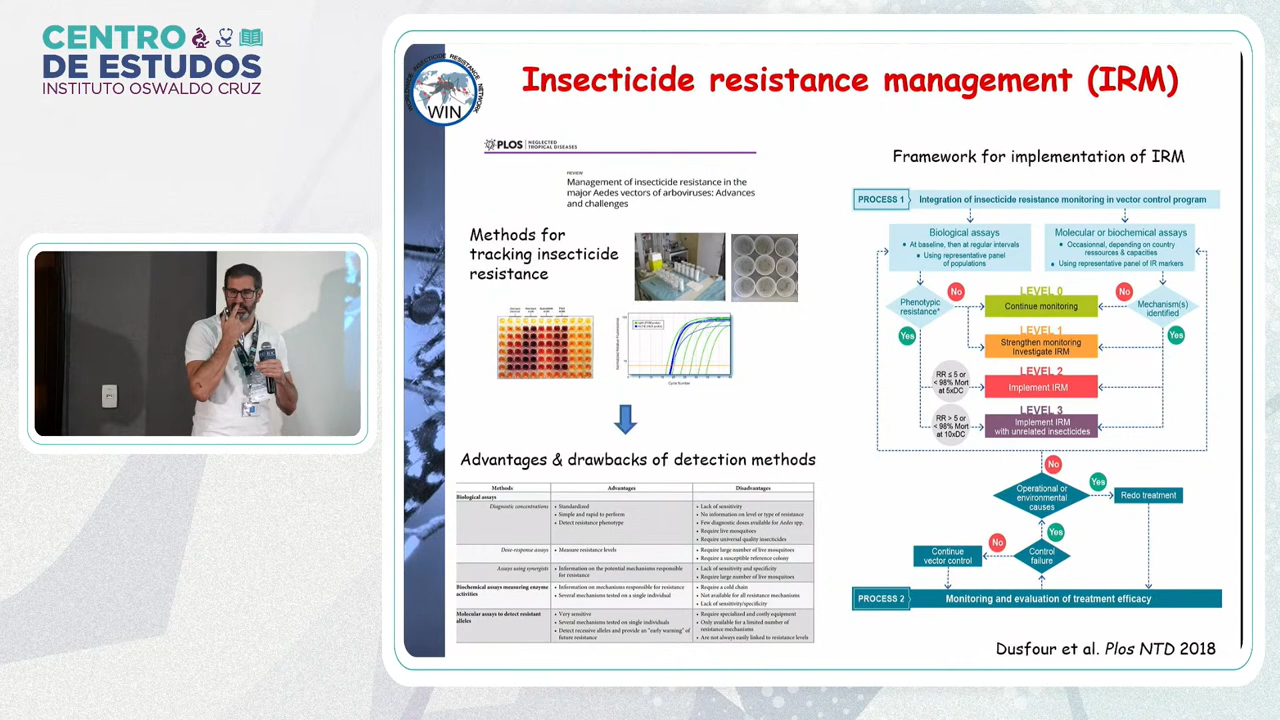 CENTRO
DE ESTUDOS
INSTITUTO OSWALDO CRUZ
WORLDWIDE INSECTICIDE RESISTANCE NETWORK
WIN
Insecticide resistance management (IRM)
PLOS NEGLECTED TROPICAL DISEASES
REVIEW
Management of insecticide resistance in the
major Aedes vectors of arboviruses: Advances
and challenges
Methods for
tracking insecticide
resistance
Cycle Number
Advantages & drawbacks of detection methods
Methods Advantages Disadvantages
Biological assays
Diagnostic concentrations
• Standardized
• Simple and rapid to perform
• Detect resistance phenotype
• Lack of sensitivity
• No information on level or type of resistance
• Few diagnostic doses available for Aedes spp.
• Require live mosquitoes
• Require universal quality insecticides
Dose-response assays
• Measure resistance levels
• Require large number of live mosquitoes
• Require a susceptible reference colony
Assays using synergists
• Information on the potential mechanisms responsible
for resistance
• Lack of sensitivity and specificity
• Require large number of live mosquitoes
Biochemical assays measuring enzyme
activities
• Information on mechanisms responsible for resistance
• Several mechanisms tested on a single individual
• Require a cold chain
• Not available for all resistance mechanisms
• Lack of sensitivity/specificity
Molecular assays to detect resistant
alleles
• Very sensitive
• Several mechanisms tested on single individuals
• Detect recessive alleles and provide an "early warning" of
future resistance
• Require specialized and costly equipment
• Only available for a limited number of
resistance mechanisms
• Are not always easily linked to resistance levels
Framework for implementation of IRM
PROCESS 1
Integration of insecticide resistance monitoring in vector control program
Biological assays
• At baseline, then at regular intervals
• Using representative panel
of populations
Molecular or biochemical assays
• Occasionnal, depending on country
ressources & capacities
• Using representative panel of IR markers
Phenotypic
resistance*
No
Yes
LEVEL 0
Continue monitoring
No
Mechanism(s)
identified
Yes
LEVEL 1
Strengthen monitoring
Investigate IRM
RR ≤ 5 or
< 98% Mort
at 5xDC
LEVEL 2
Implement IRM
RR > 5 or
< 98% Mort
at 10xDC
LEVEL 3
Implement IRM
with unrelated insecticides
No
Operational or
environmental
causes
Yes
Redo treatment
Yes
Control
failure
No
Continue
vector control
PROCESS 2
Monitoring and evaluation of treatment efficacy
Dusfour et al. Plos NTD 2018